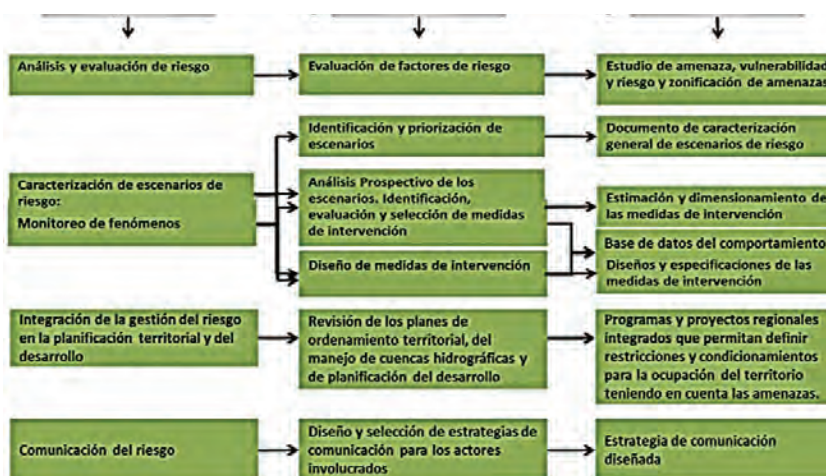 Análisis y evaluación de riesgo
Evaluación de factores de riesgo
Estudio de amenaza, vulnerabilidad
y riesgo y zonificación de amenazas
Caracterización de escenarios de
riesgo:
Monitoreo de fenómenos
Identificación y priorización de
escenarios
Documento de caracterización
general de escenarios de riesgo
Análisis Prospectivo de los
escenarios. Identificación,
evaluación y selección de medidas
de intervención
Estimación y dimensionamiento de
las medidas de intervención
Diseño de medidas de intervención
Base de datos del comportamiento
Diseños y especificaciones de las
medidas de intervención
Integración de la gestión del riesgo
en la planificación territorial y del
desarrollo
Revisión de los planes de
ordenamiento territorial, del
manejo de cuencas hidrográficas y
de planificación del desarrollo
Programas y proyectos regionales
integrados que permitan definir
restricciones y condicionamientos
para la ocupación del territorio
teniendo en cuenta las amenazas.
Comunicación del riesgo
Diseño y selección de estrategias de
comunicación para los actores
involucrados
Estrategia de comunicación
diseñada